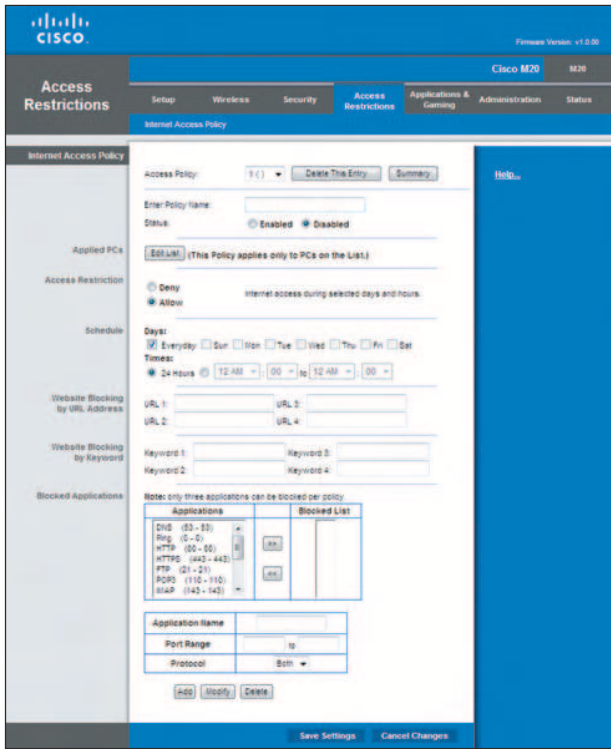 CISCO.
Firmware Version: v1.0.00
Cisco M20 M20
Access Restrictions
Setup Wireless Security Access Restrictions Applications & Gaming Administration Status
Internet Access Policy
Internet Access Policy
Access Policy: 1 ( ) Delete This Entry Summary
Help...
Enter Policy Name:
Status: Enabled Disabled
Applied PCs
Edit List (This Policy applies only to PCs on the List.)
Access Restriction
Deny
Allow
Internet access during selected days and hours.
Schedule
Days:
Everyday Sun Mon Tue Wed Thu Fri Sat
Times:
24 Hours 12 AM : 00 to 12 AM : 00
Website Blocking by URL Address
URL 1: URL 3:
URL 2: URL 4:
Website Blocking by Keyword
Keyword 1: Keyword 3:
Keyword 2: Keyword 4:
Blocked Applications
Note: only three applications can be blocked per policy.
Applications Blocked List
DNS (53 - 53)
Ping (0 - 0)
HTTP (80 - 80)
HTTPS (443 - 443)
FTP (21 - 21)
POP3 (110 - 110)
IMAP (143 - 143)
>>
<<
Application Name
Port Range to
Protocol Both
Add Modify Delete
Save Settings Cancel Changes